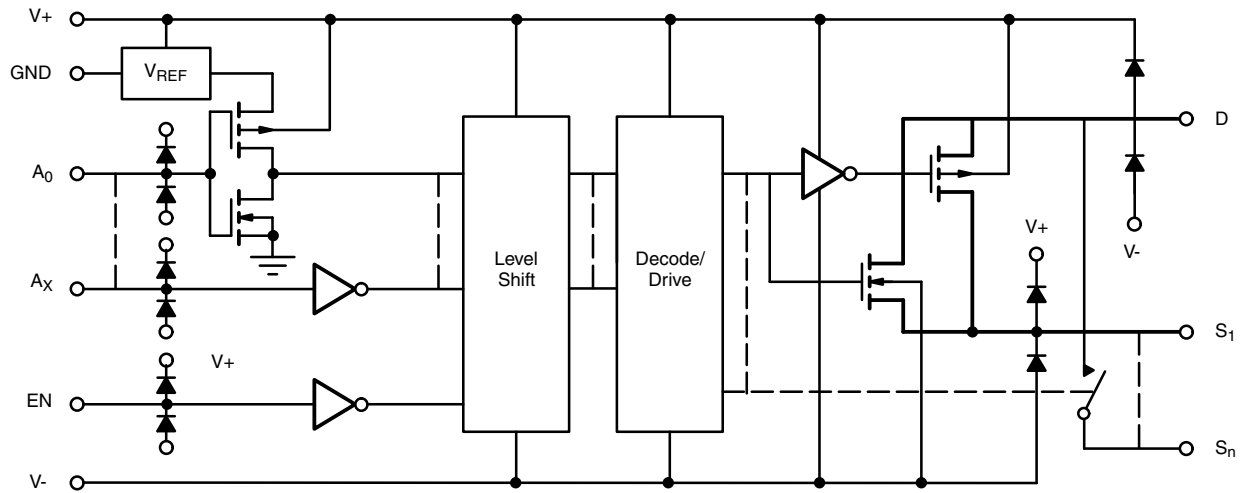 V+
GND
VREF
A0
AX
EN
V+
V-
Level
Shift
Decode/
Drive
D
V-
V+
S1
Sn